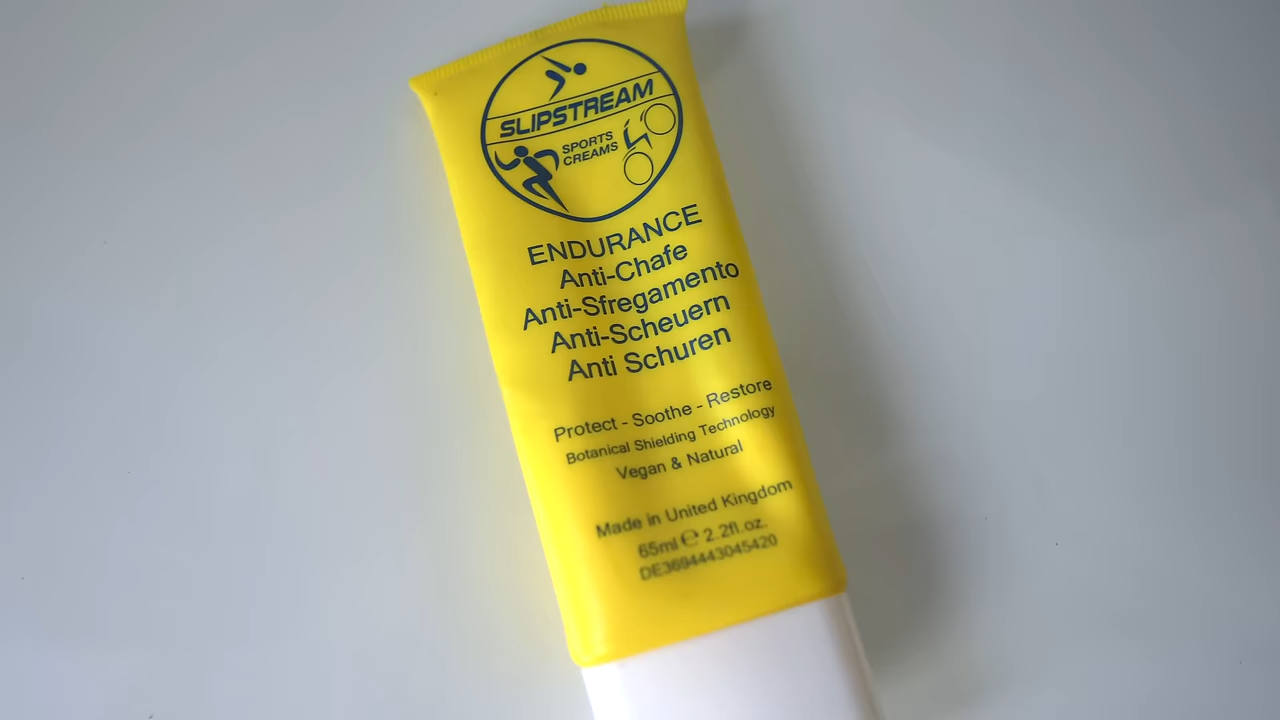 SLIPSTREAM
SPORTS
CREAMS
ENDURANCE
Anti-Chafe
Anti-Sfregamento
Anti-Scheuern
Anti Schuren
Protect - Soothe - Restore
Botanical Shielding Technology
Vegan & Natural
Made in United Kingdom
65ml ℮ 2.2fl.oz.
DE3694443045420